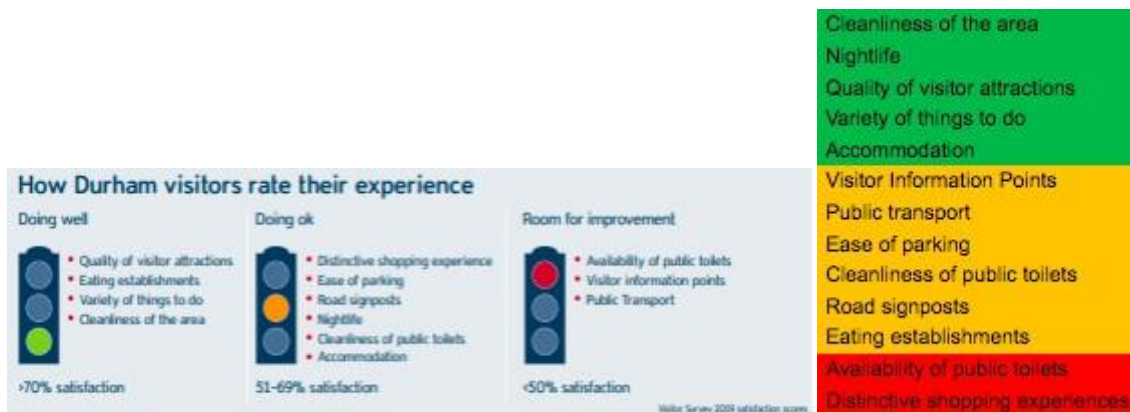 How Durham visitors rate their experience
Doing well
• Quality of visitor attractions
• Eating establishments
• Variety of things to do
• Cleanliness of the area
>70% satisfaction
Doing ok
• Distinctive shopping experience
• Ease of parking
• Road signposts
• Nightlife
• Cleanliness of public toilets
• Accommodation
51-69% satisfaction
Room for improvement
• Availability of public toilets
• Visitor information points
• Public Transport
<50% satisfaction
Visitor Survey 2009 satisfaction scores
Cleanliness of the area
Nightlife
Quality of visitor attractions
Variety of things to do
Accommodation
Visitor Information Points
Public transport
Ease of parking
Cleanliness of public toilets
Road signposts
Eating establishments
Availability of public toilets
Distinctive shopping experiences